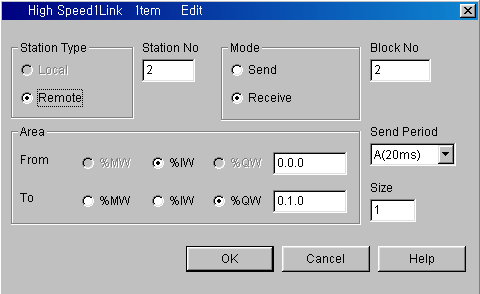 High Speed1Link 1tem Edit
Station Type
Station No
Mode
Block No
Local
2
Send
2
Remote
Receive
Area
Send Period
From %MW %IW %QW 0.0.0
A(20ms)
To %MW %IW %QW 0.1.0
Size
1
OK Cancel Help